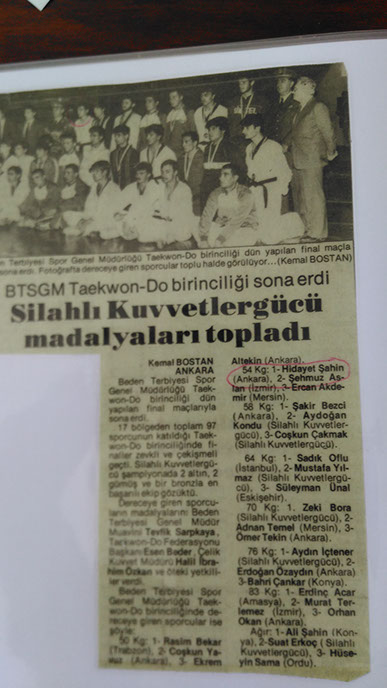 n Terbiyesi Spor Genel Müdürlüğü Taekwon-Do birinciliği dün yapılan final maçla
sona erdi. Fotoğrafta dereceye giren sporcular toplu halde görülüyor...(Kemal BOSTAN)
BTSGM Taekwon-Do birinciliği sona erdi
Silahlı Kuvvetlergücü
madalyaları topladı
Kemal BOSTAN
ANKARA
Beden Terbiyesi Spor
Genel Müdürlüğü Taek-
won-Do birinciliği dün
yapılan final maçlarıyla
sona erdi.
17 bölgeden toplam 97
sporcunun katıldığı Taek-
won-Do birinciliğinde fi-
naller zevkli ve çekişmeli
geçti. Silahlı Kuvvetlergü-
cü şampiyonada 2 altın, 2
gümüş ve bir bronzla en
başarılı ekip gözüktü.
Dereceye giren sporcu-
ların madalyalarını Beden
Terbiyesi Genel Müdür
Muavini Tevfik Sarpkaya,
Taekwon-Do Federasyonu
Başkanı Esen Beder, Çelik
Kuvvet Müdürü Halil İbra-
him Özkan ve öteki yetkili-
ler verdi.
Beden Terbiyesi Genel
Müdürlüğü Taekwon-Do
birinciliğinde dereceye
giren sporcular ise
şöyle:
50 Kg: 1- Rasim Bekar
(Trabzon), 2- Coşkun Ya-
vuz (Ankara), 3- Ekrem
Altekin (Ankara).
54 Kg: 1- Hidayet Şahin
(Ankara), 2- Şehmuz As-
lan (İzmir), 3- Ercan Akde-
mir (Mersin).
58 Kg: 1- Şakir Bezci
(Ankara), 2- Aydoğan
Kondu (Silahlı Kuvvetler-
gücü), 3- Coşkun Çakmak
(Silahlı Kuvvetlergücü).
64 Kg: 1- Sadık Oflu
(İstanbul), 2- Mustafa Yıl-
maz (Silahlı Kuvvetlergü-
cü), 3- Süleyman Ünal
(Eskişehir).
70 Kg: 1. Zeki Bora
(Silahlı Kuvvetlergücü), 2-
Adnan Temel (Mersin), 3-
Ömer Tekin (Ankara).
76 Kg: 1- Aydın İçtener
(Silahlı Kuvvetlergücü), 2-
Erdoğan Özaydın (Ankara)
3-Bahri Çankar (Konya).
83 Kg: 1- Erdinç Acar
(Amasya), 2- Murat Ter-
lemez (İzmir), 3- Orhan
Okan (Ankara).
Ağır: 1-Ali Şahin (Kon-
ya), 2-Suat Erkoç ( Silahlı
Kuvvetlergücü), 3- Hüse-
yin Sama (Ordu).